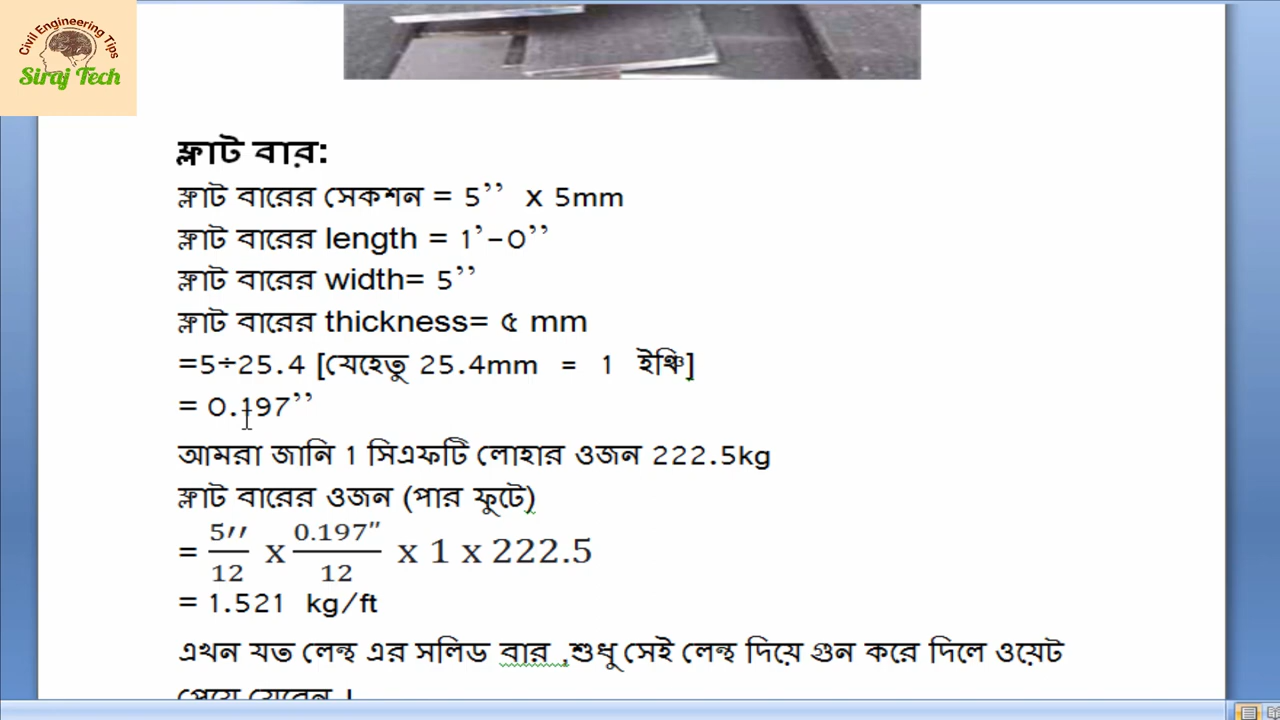 Civil Engineering Tips
Siraj Tech
ফ্লাট বার:
ফ্লাট বারের সেকশন = 5’’ x 5mm
ফ্লাট বারের length = 1’-0’’
ফ্লাট বারের width= 5’’
ফ্লাট বারের thickness= ৫ mm
=5÷25.4 [যেহেতু 25.4mm = 1 ইঞ্চি]
= 0.197’’
আমরা জানি 1 সিএফটি লোহার ওজন 222.5kg
ফ্লাট বারের ওজন (পার ফুটে)
= 5′′/12 x 0.197″/12 x 1 x 222.5
= 1.521 kg/ft
এখন যত লেন্থ এর সলিড বার ,শুধু সেই লেন্থ দিয়ে গুন করে দিলে ওয়েট
পেয়ে যেবেন ।